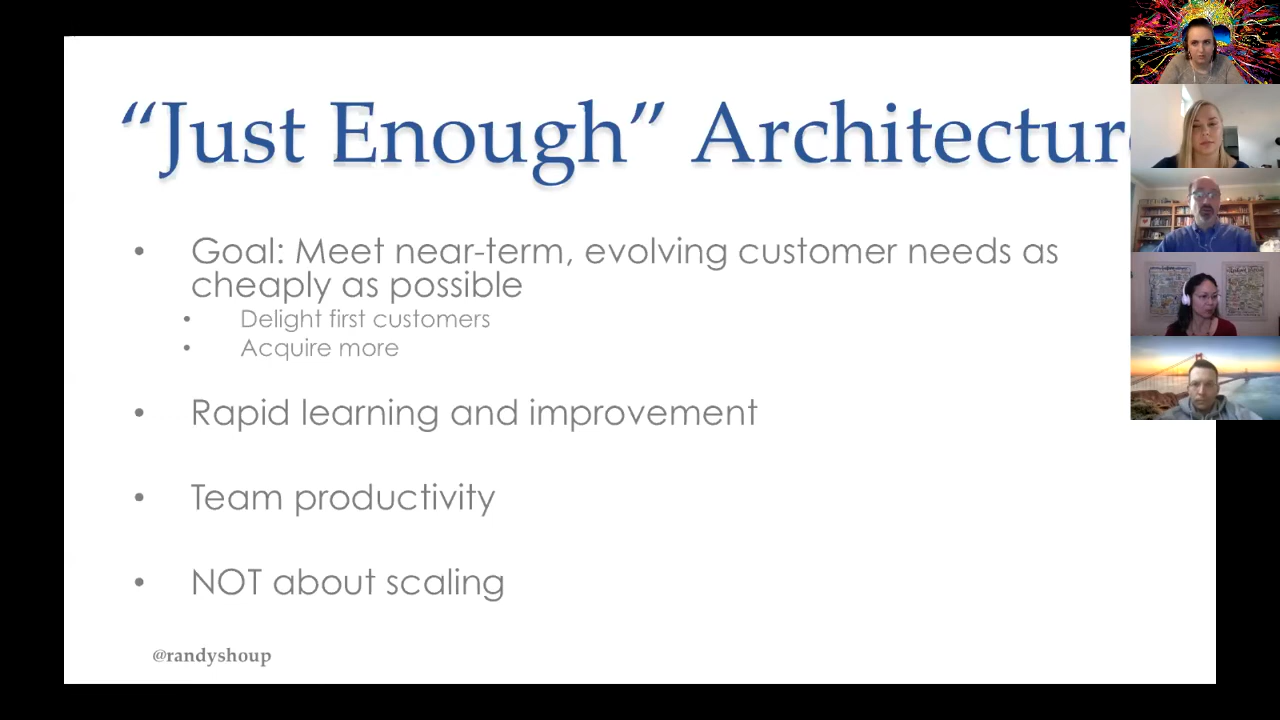 “Just Enough” Architectur
• Goal: Meet near-term, evolving customer needs as
cheaply as possible
• Delight first customers
• Acquire more
• Rapid learning and improvement
• Team productivity
• NOT about scaling
@randyshoup